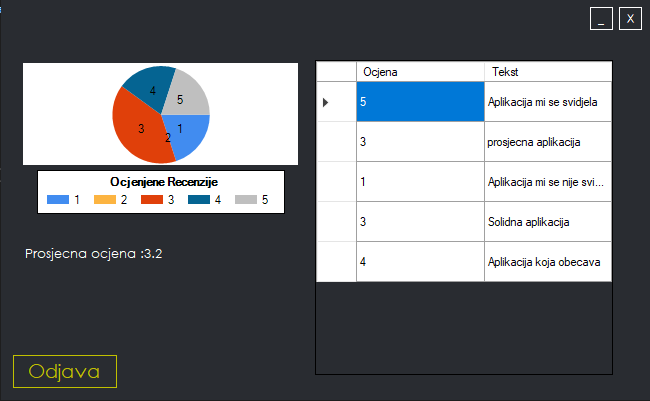 _ X
4
5
3
1
2
Ocjenjene Recenzije
1 2 3 4 5
Prosjecna ocjena :3.2
Odjava
Ocjena Tekst
5 Aplikacija mi se svidjela
3 prosjecna aplikacija
1 Aplikacija mi se nije svi...
3 Solidna aplikacija
4 Aplikacija koja obecava